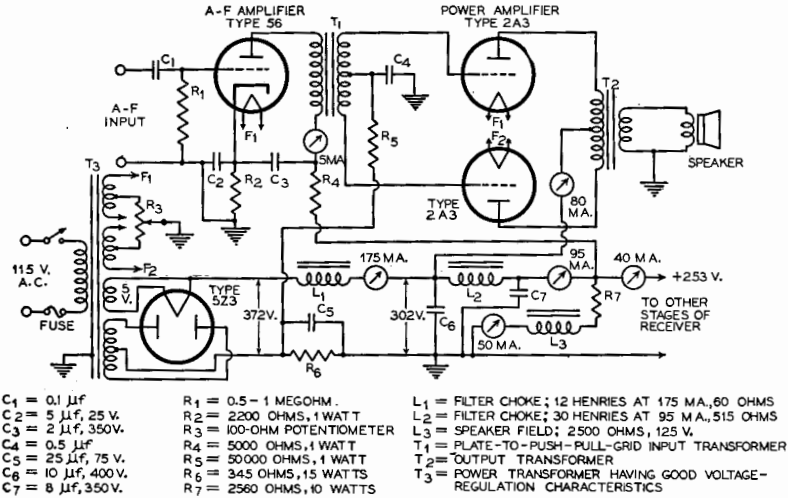 A-F AMPLIFIER
TYPE 56
POWER AMPLIFIER
TYPE 2A3
T1
C1
C4
T2
R1
A-F
INPUT
F1
F1
F2
R5
5MA.
SPEAKER
T3
F1
C2
R2
C3
R4
TYPE
2A3
80
MA.
R3
115 V.
A.C.
F2
175 MA.
95
MA.
40 MA.
+253 V.
5
V.
TYPE
5Z3
L1
L2
C7
R7
TO OTHER
STAGES OF
RECEIVER
FUSE
372V.
C5
302V.
C6
50 MA.
L3
R6
C1 = 0.1 µf
C2 = 5 µf, 25 V.
C3 = 2 µf, 350V.
C4 = 0.5 µf
C5 = 25 µf, 75 V.
C6 = 10 µf, 400 V.
C7 = 8 µf, 350 V.
R1 = 0.5-1 MEGOHM.
R2 = 2200 OHMS, 1 WATT
R3 = 100-OHM POTENTIOMETER
R4 = 5000 OHMS, 1 WATT
R5 = 50000 OHMS, 1 WATT
R6 = 345 OHMS, 15 WATTS
R7 = 2560 OHMS, 10 WATTS
L1 = FILTER CHOKE; 12 HENRIES AT 175 MA., 60 OHMS
L2 = FILTER CHOKE; 30 HENRIES AT 95 MA., 515 OHMS
L3 = SPEAKER FIELD; 2500 OHMS, 125 V.
T1 = PLATE-TO-PUSH-PULL-GRID INPUT TRANSFORMER
T2 = OUTPUT TRANSFORMER
T3 = POWER TRANSFORMER HAVING GOOD VOLTAGE-
REGULATION CHARACTERISTICS